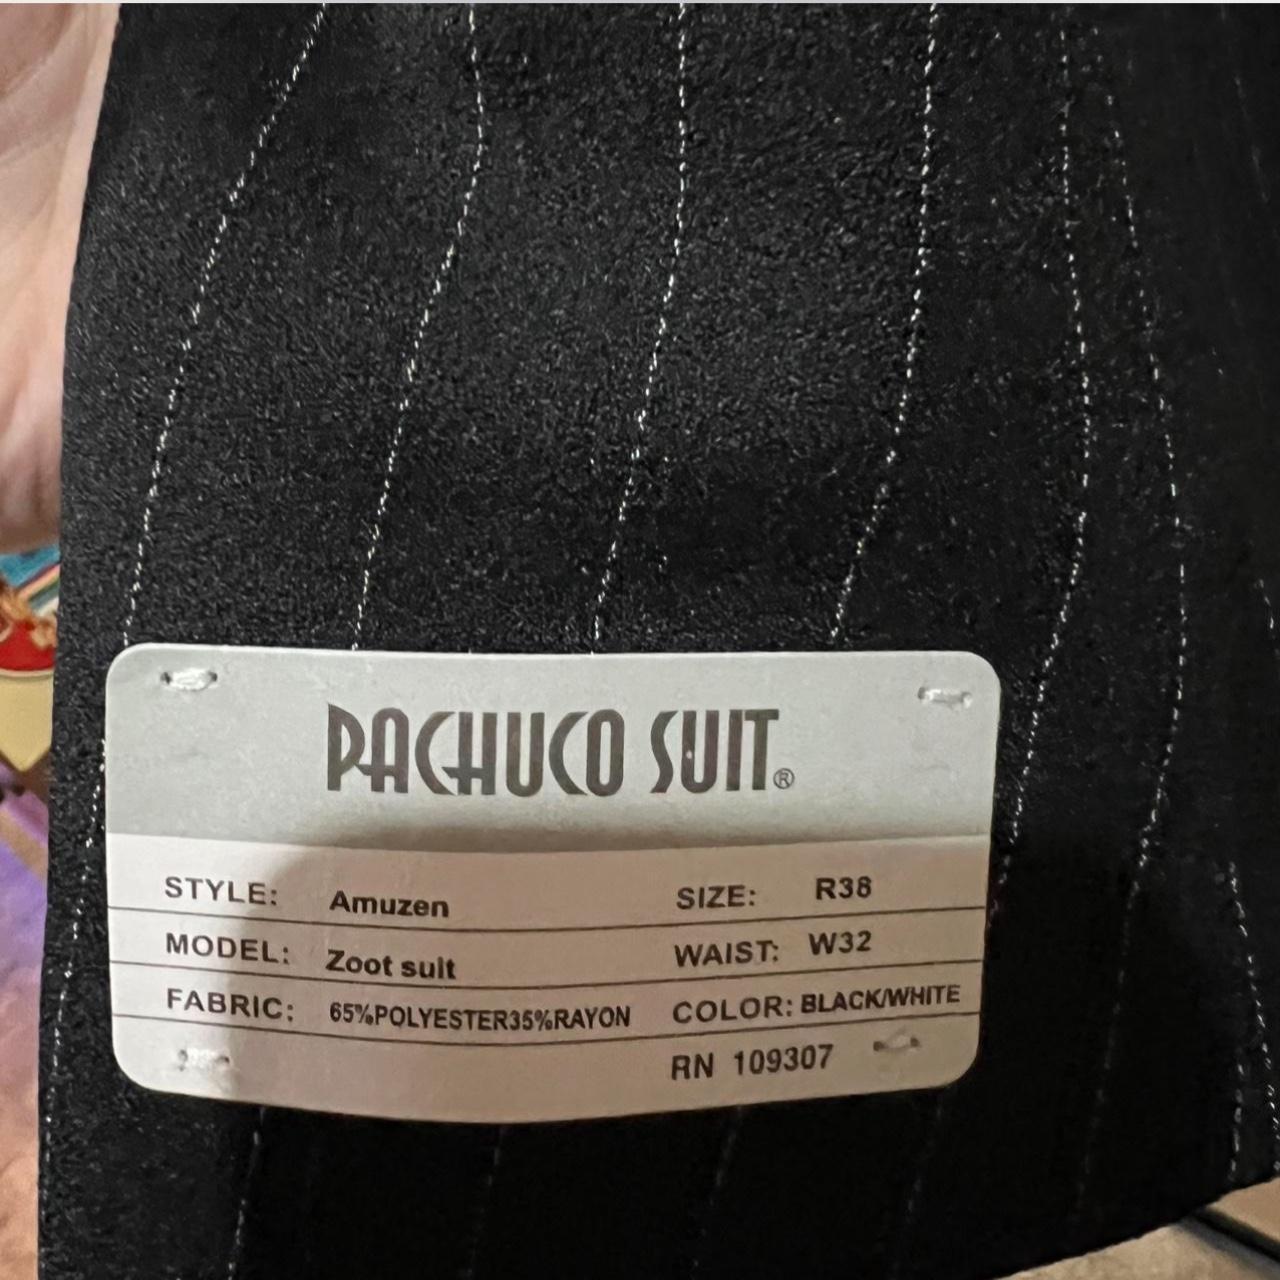 PACHUCO SUIT®
STYLE: Amuzen SIZE: R38
MODEL: Zoot suit WAIST: W32
FABRIC: 65%POLYESTER35%RAYON COLOR: BLACK/WHITE
RN 109307